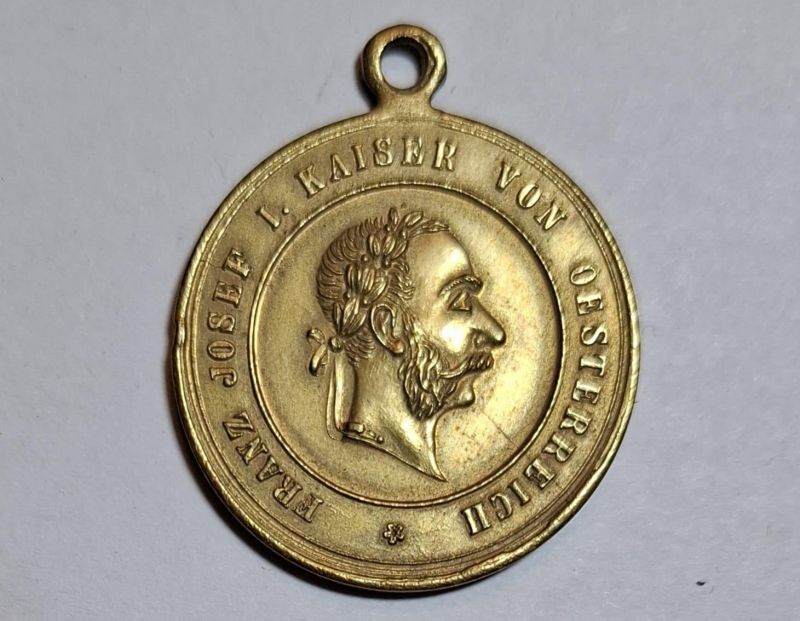 FRANZ JOSEF I. KAISER VON OESTERREICH